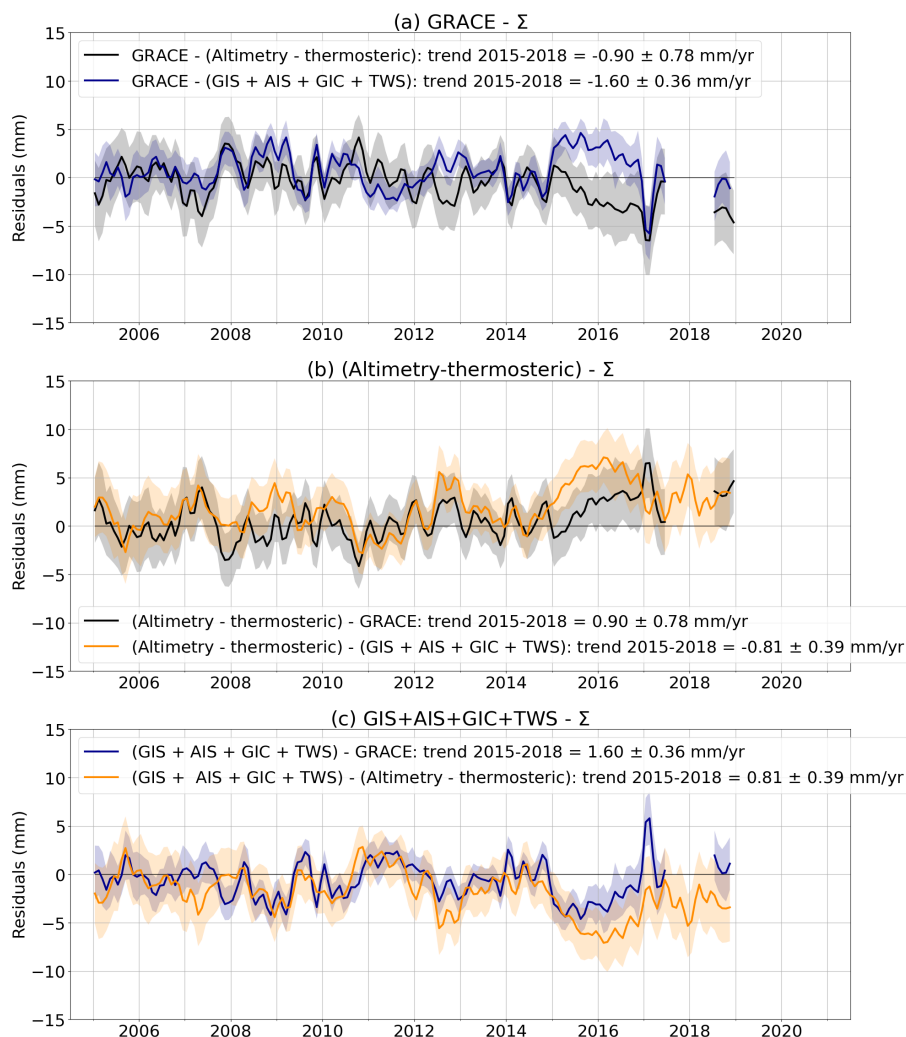 (a) GRACE - Σ
15
GRACE - (Altimetry - thermosteric): trend 2015-2018 = -0.90 ± 0.78 mm/yr
10
GRACE - (GIS + AIS + GIC + TWS): trend 2015-2018 = -1.60 ± 0.36 mm/yr
5
0
−5
−10
−15
Residuals (mm)
2006 2008 2010 2012 2014 2016 2018 2020
(b) (Altimetry-thermosteric) - Σ
15
10
5
0
−5
−10
(Altimetry - thermosteric) - GRACE: trend 2015-2018 = 0.90 ± 0.78 mm/yr
(Altimetry - thermosteric) - (GIS + AIS + GIC + TWS): trend 2015-2018 = -0.81 ± 0.39 mm/yr
−15
Residuals (mm)
2006 2008 2010 2012 2014 2016 2018 2020
(c) GIS+AIS+GIC+TWS - Σ
15
(GIS + AIS + GIC + TWS) - GRACE: trend 2015-2018 = 1.60 ± 0.36 mm/yr
10
(GIS +  AIS + GIC + TWS) - (Altimetry - thermosteric): trend 2015-2018 = 0.81 ± 0.39 mm/yr
5
0
−5
−10
−15
Residuals (mm)
2006 2008 2010 2012 2014 2016 2018 2020